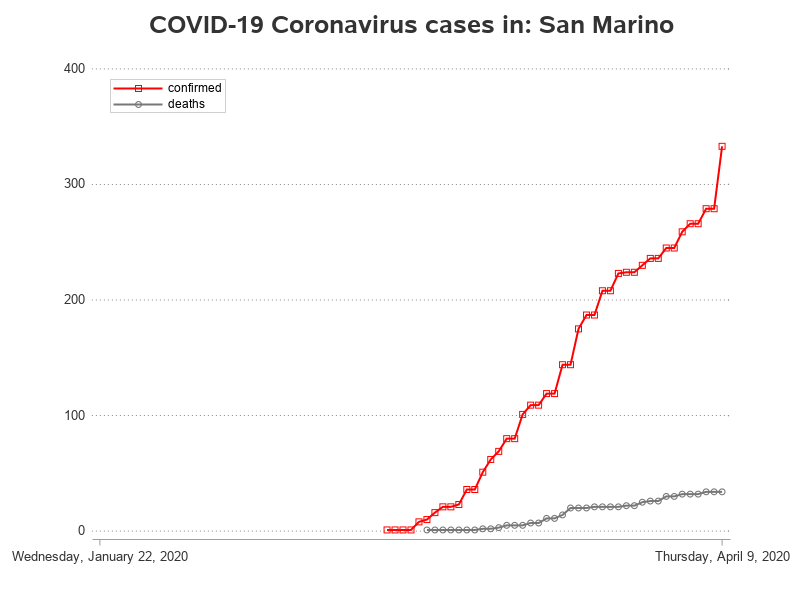 COVID-19 Coronavirus cases in: San Marino
400
confirmed
deaths
300
200
100
0
Wednesday, January 22, 2020
Thursday, April 9, 2020